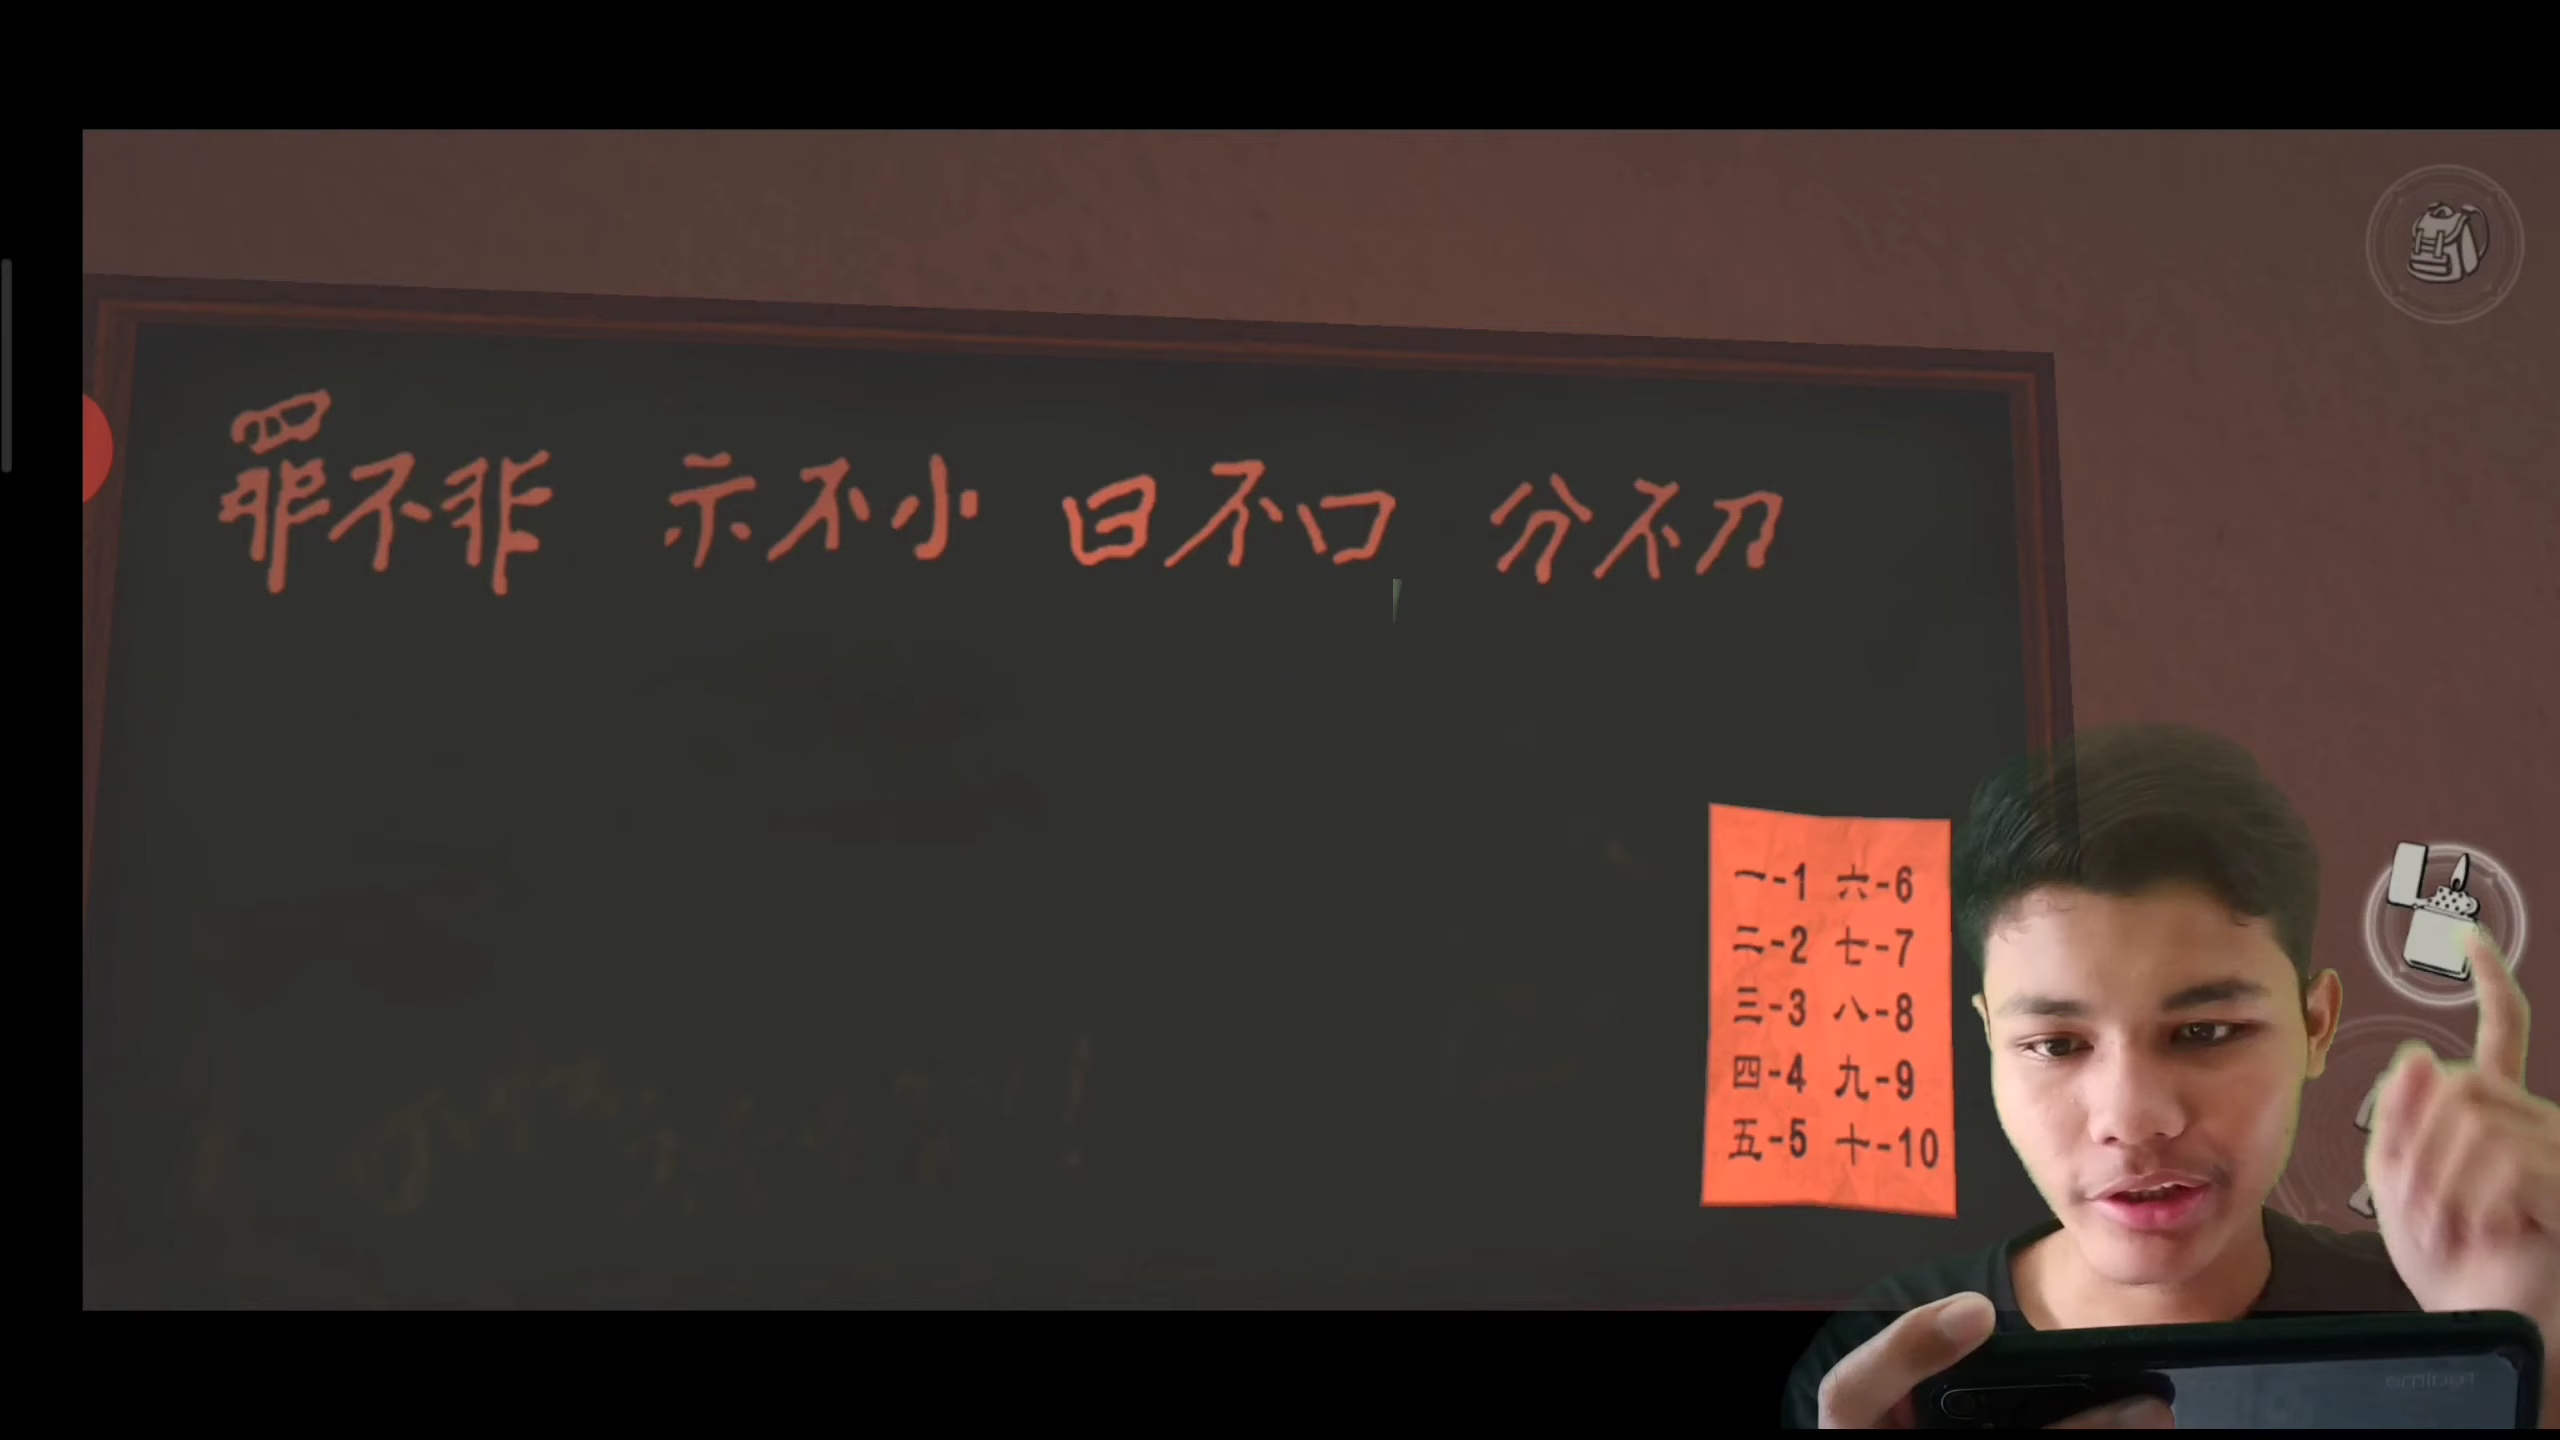 罪不非 示不小 日不口 分不刀
一-1 六-6
二-2 七-7
三-3 八-8
四-4 九-9
五-5 十-10
realme